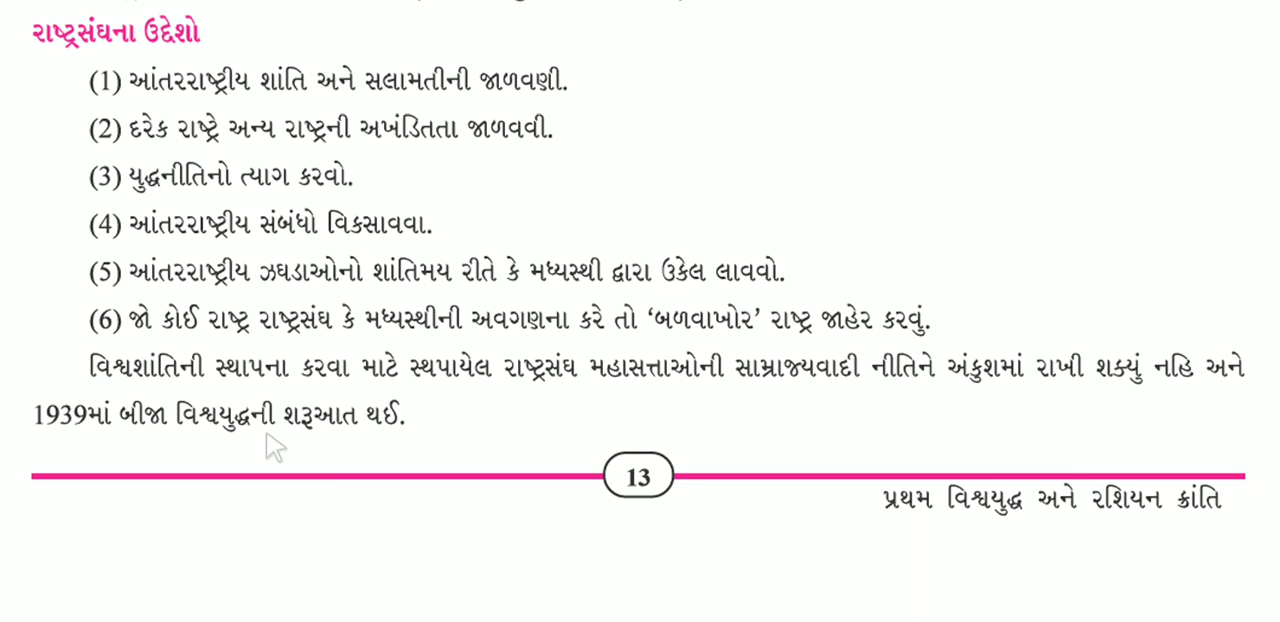 રાષ્ટ્રસંઘના ઉદ્દેશો
(1) આંતરરાષ્ટ્રીય શાંતિ અને સલામતીની જાળવણી.
(2) દરેક રાષ્ટ્રે અન્ય રાષ્ટ્રની અખંડિતતા જાળવવી.
(3) યુદ્ધનીતિનો ત્યાગ કરવો.
(4) આંતરરાષ્ટ્રીય સંબંધો વિકસાવવા.
(5) આંતરરાષ્ટ્રીય ઝઘડાઓનો શાંતિમય રીતે કે મધ્યસ્થી દ્વારા ઉકેલ લાવવો.
(6) જો કોઈ રાષ્ટ્ર રાષ્ટ્રસંઘ કે મધ્યસ્થીની અવગણના કરે તો ‘બળવાખોર’ રાષ્ટ્ર જાહેર કરવું.
વિશ્વશાંતિની સ્થાપના કરવા માટે સ્થપાયેલ રાષ્ટ્રસંઘ મહાસત્તાઓની સામ્રાજ્યવાદી નીતિને અંકુશમાં રાખી શક્યું નહિ અને
1939માં બીજા વિશ્વયુદ્ધની શરૂઆત થઈ.
13
પ્રથમ વિશ્વયુદ્ધ અને રશિયન ક્રાંતિ